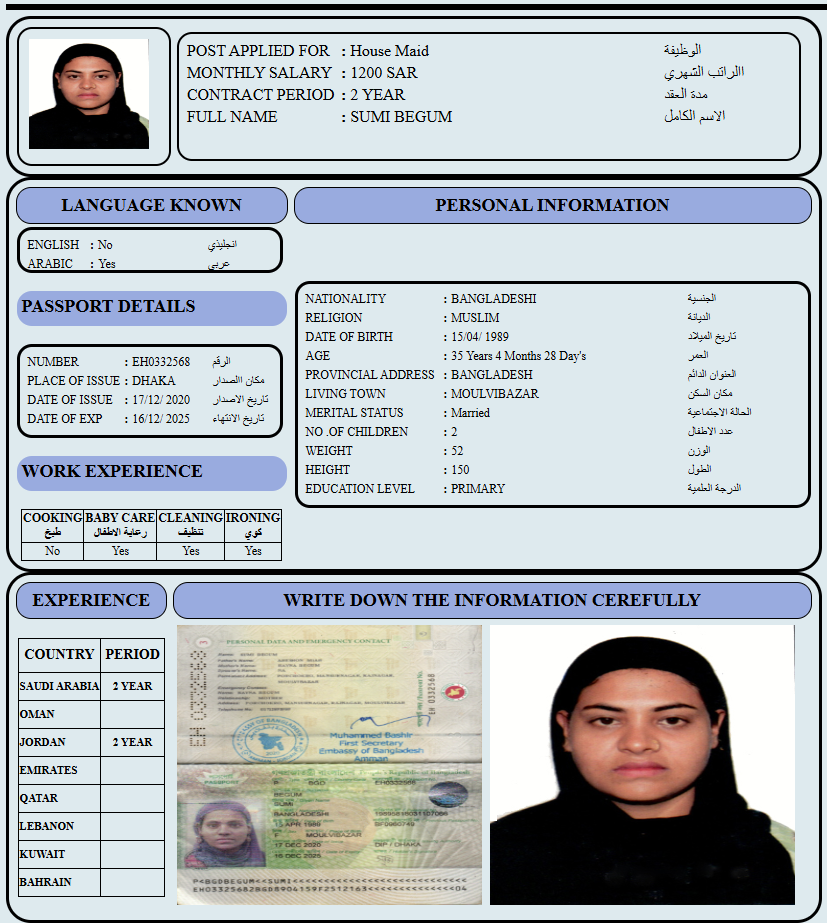 POST APPLIED FOR : House Maid الوظيفة
MONTHLY SALARY : 1200 SAR االراتب الشهري
CONTRACT PERIOD : 2 YEAR مدة العقد
FULL NAME : SUMI BEGUM الاسم الكامل
LANGUAGE KNOWN
ENGLISH : No انجليذي
ARABIC : Yes عربي
PASSPORT DETAILS
NUMBER : EH0332568 الرقم
PLACE OF ISSUE : DHAKA مكان االصدار
DATE OF ISSUE : 17/12/ 2020 تاريخ الاصدار
DATE OF EXP : 16/12/ 2025 تاريخ الانتهاء
WORK EXPERIENCE
COOKING BABY CARE CLEANING IRONING
طبخ رعاية الاطفال تنظيف كوي
No Yes Yes Yes
PERSONAL INFORMATION
NATIONALITY : BANGLADESHI الجنسية
RELIGION : MUSLIM الديانة
DATE OF BIRTH : 15/04/ 1989 تاريخ الميلاد
AGE : 35 Years 4 Months 28 Day's العمر
PROVINCIAL ADDRESS : BANGLADESH العنوان الدائم
LIVING TOWN : MOULVIBAZAR مكان السكن
MERITAL STATUS : Married الحالة الاجتماعية
NO .OF CHILDREN : 2 عدد الاطفال
WEIGHT : 52 الوزن
HEIGHT : 150 الطول
EDUCATION LEVEL : PRIMARY الدرجة العلمية
EXPERIENCE
COUNTRY PERIOD
SAUDI ARABIA 2 YEAR
OMAN
JORDAN 2 YEAR
EMIRATES
QATAR
LEBANON
KUWAIT
BAHRAIN
WRITE DOWN THE INFORMATION CEREFULLY
PERSONAL DATA AND EMERGENCY CONTACT
EH 0332568
Muhammed Bashir
First Secretary
Embassy of Bangladesh
Amman
PASSPORT
P BGD EH0332568
BEGUM
SUMI
BANGLADESHI
15 APR 1989
F MOULVIBAZAR
17 DEC 2020 DIP / DHAKA
16 DEC 2025
P<BGDBEGUM<<SUMI<<<<<<<<<<<<<<<<<<<<<<<<<<<<